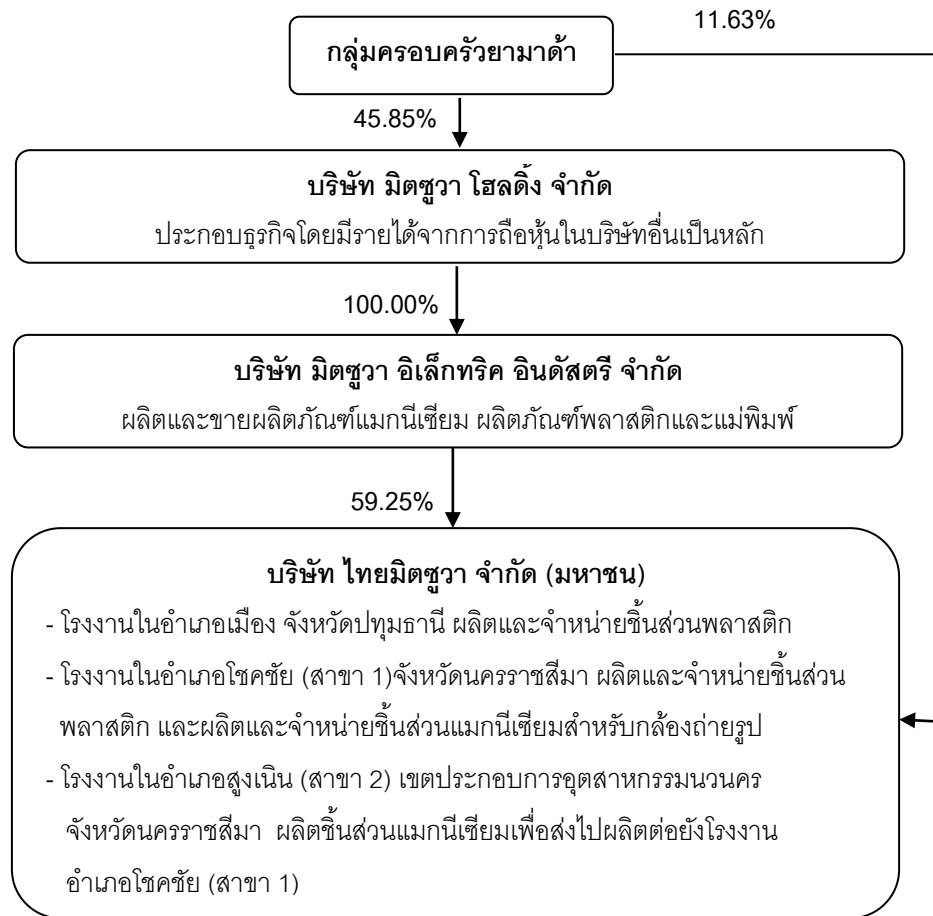 11.63%
กลุ่มครอบครัวยามาด้า
45.85%
บริษัท มิตซูวา โฮลดิ้ง จำกัด
ประกอบธุรกิจโดยมีรายได้จากการถือหุ้นในบริษัทอื่นเป็นหลัก
100.00%
บริษัท มิตซูวา อิเล็กทริค อินดัสตรี จำกัด
ผลิตและขายผลิตภัณฑ์แมกนีเซียม ผลิตภัณฑ์พลาสติกและแม่พิมพ์
59.25%
บริษัท ไทยมิตซูวา จำกัด (มหาชน)
- โรงงานในอำเภอเมือง จังหวัดปทุมธานี ผลิตและจำหน่ายชิ้นส่วนพลาสติก
- โรงงานในอำเภอโชคชัย (สาขา 1)จังหวัดนครราชสีมา ผลิตและจำหน่ายชิ้นส่วน
พลาสติก และผลิตและจำหน่ายชิ้นส่วนแมกนีเซียมสำหรับกล้องถ่ายรูป
- โรงงานในอำเภอสูงเนิน (สาขา 2) เขตประกอบการอุตสาหกรรมนวนคร
จังหวัดนครราชสีมา ผลิตชิ้นส่วนแมกนีเซียมเพื่อส่งไปผลิตต่อยังโรงงาน
อำเภอโชคชัย (สาขา 1)